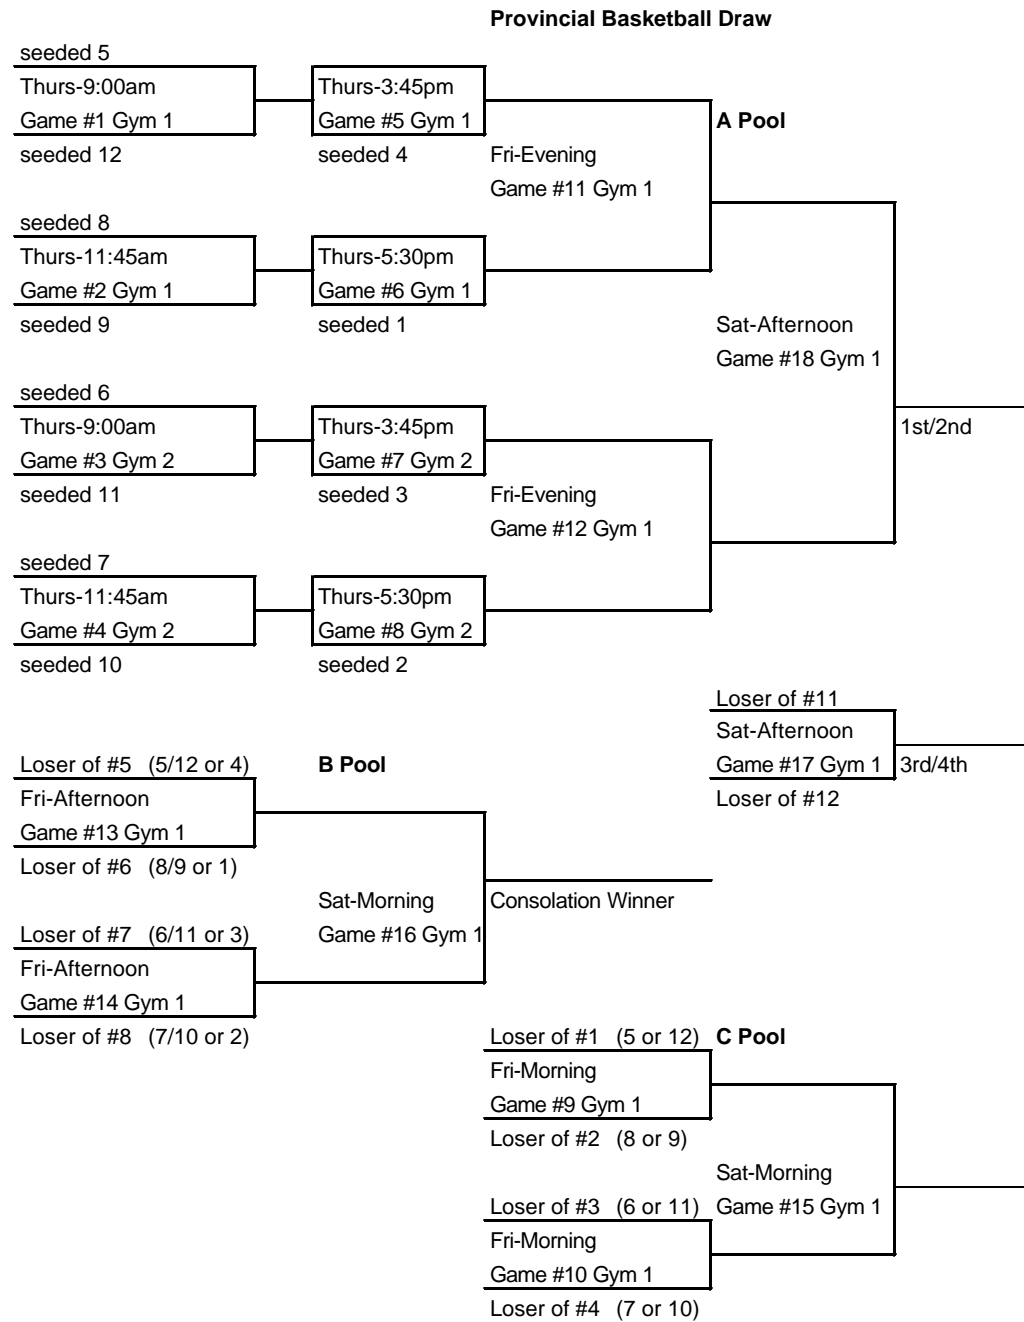 Provincial Basketball Draw
seeded 5
Thurs-9:00am
Game #1 Gym 1
seeded 12
Thurs-3:45pm
Game #5 Gym 1
seeded 4
A Pool
Fri-Evening
Game #11 Gym 1
seeded 8
Thurs-11:45am
Game #2 Gym 1
seeded 9
Thurs-5:30pm
Game #6 Gym 1
seeded 1
Sat-Afternoon
Game #18 Gym 1
1st/2nd
seeded 6
Thurs-9:00am
Game #3 Gym 2
seeded 11
Thurs-3:45pm
Game #7 Gym 2
seeded 3
Fri-Evening
Game #12 Gym 1
seeded 7
Thurs-11:45am
Game #4 Gym 2
seeded 10
Thurs-5:30pm
Game #8 Gym 2
seeded 2
Loser of #11
Sat-Afternoon
Game #17 Gym 1
Loser of #12
3rd/4th
Loser of #5 (5/12 or 4)
B Pool
Fri-Afternoon
Game #13 Gym 1
Loser of #6 (8/9 or 1)
Sat-Morning
Game #16 Gym 1
Consolation Winner
Loser of #7 (6/11 or 3)
Fri-Afternoon
Game #14 Gym 1
Loser of #8 (7/10 or 2)
Loser of #1 (5 or 12)
C Pool
Fri-Morning
Game #9 Gym 1
Loser of #2 (8 or 9)
Sat-Morning
Game #15 Gym 1
Loser of #3 (6 or 11)
Fri-Morning
Game #10 Gym 1
Loser of #4 (7 or 10)